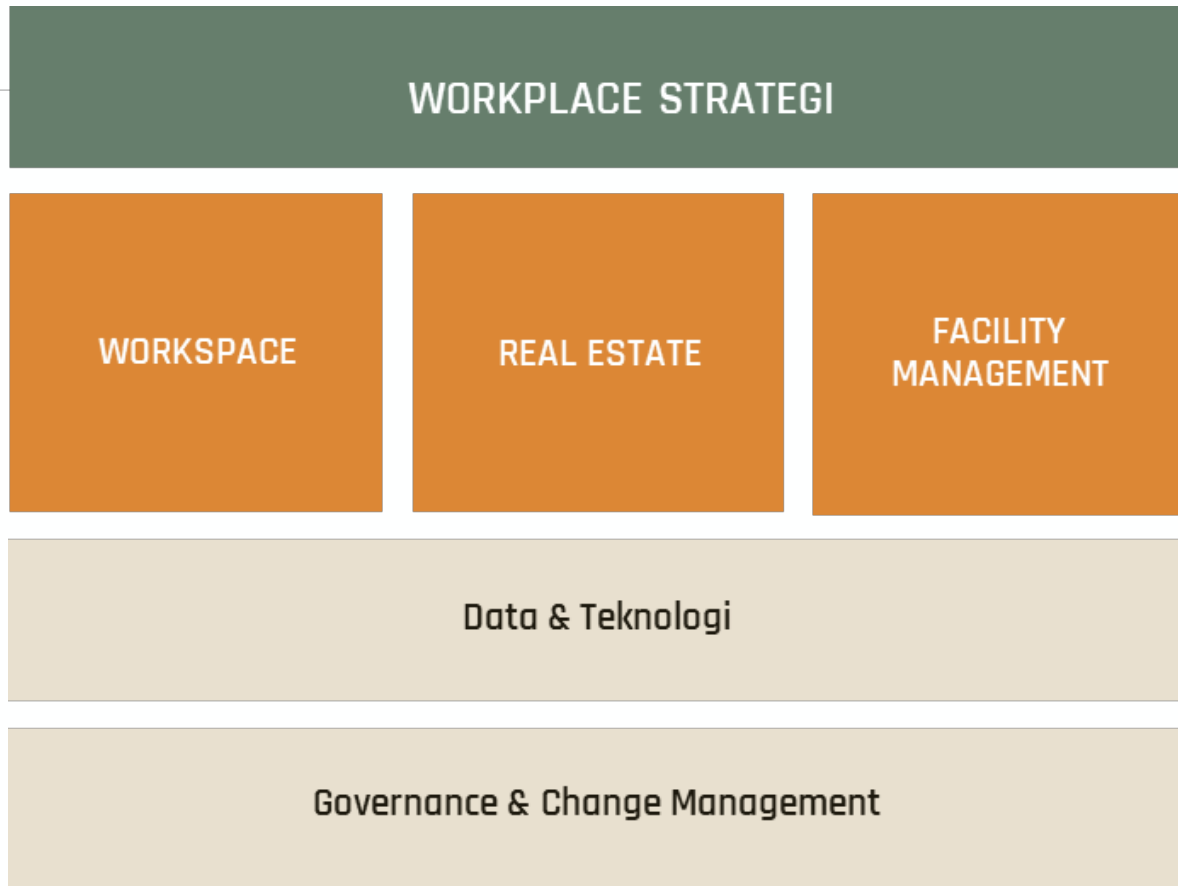 WORKPLACE STRATEGI
WORKSPACE
REAL ESTATE
FACILITY
MANAGEMENT
Data & Teknologi
Governance & Change Management